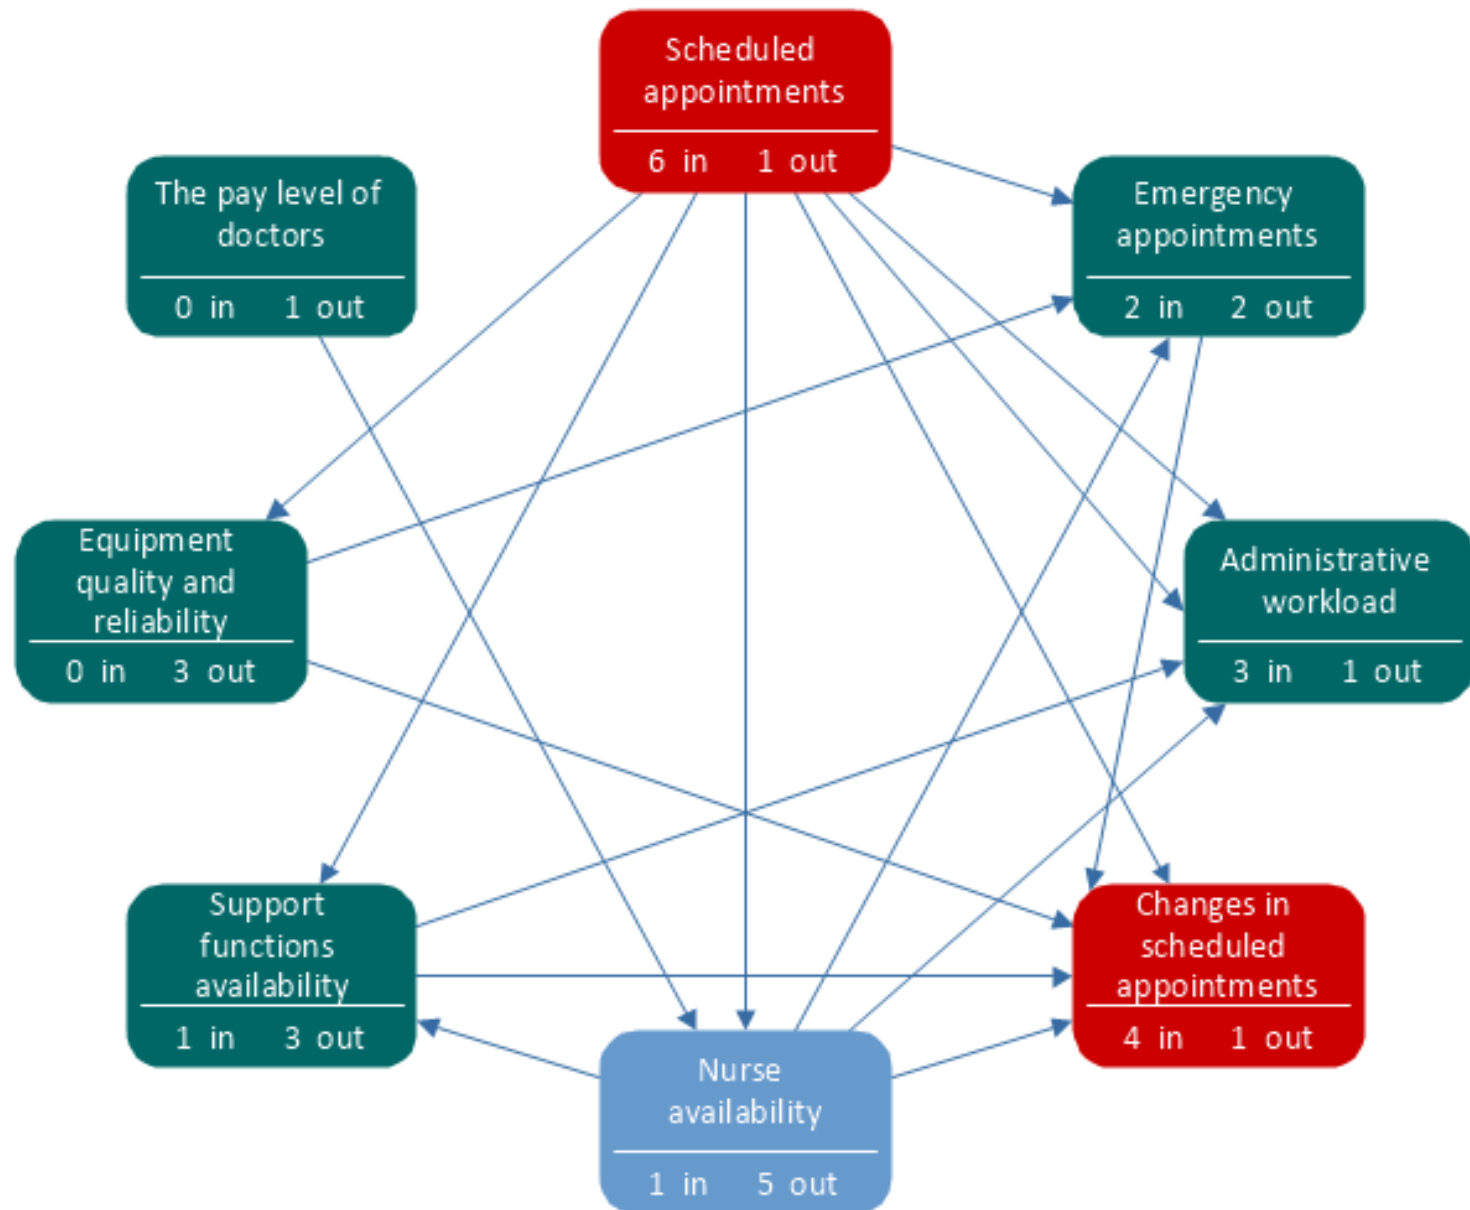 Scheduled
appointments
6 in 1 out
The pay level of
doctors
0 in 1 out
Emergency
appointments
2 in 2 out
Equipment
quality and
reliability
0 in 3 out
Administrative
workload
3 in 1 out
Support
functions
availability
1 in 3 out
Changes in
scheduled
appointments
4 in 1 out
Nurse
availability
1 in 5 out